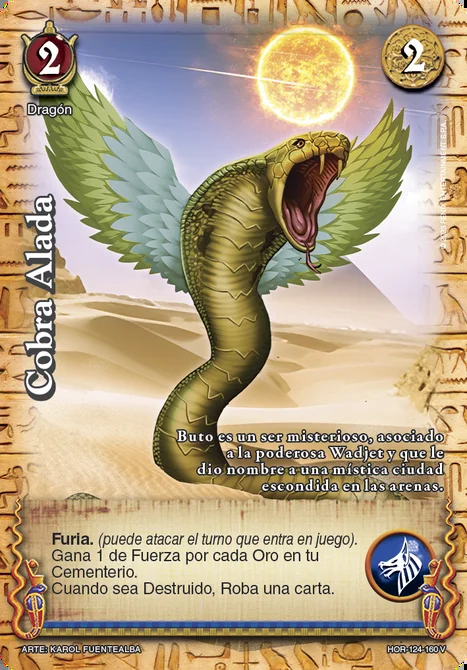 2
2
Dragón
Cobra Alada
Buto es un ser misterioso, asociado
a la poderosa Wadjet y que le
dio nombre a una mística ciudad
escondida en las arenas.
Furia. (puede atacar el turno que entra en juego).
Gana 1 de Fuerza por cada Oro en tu
Cementerio.
Cuando sea Destruido, Roba una carta.
ARTE: KAROL FUENTEALBA
HOR-124-160 V